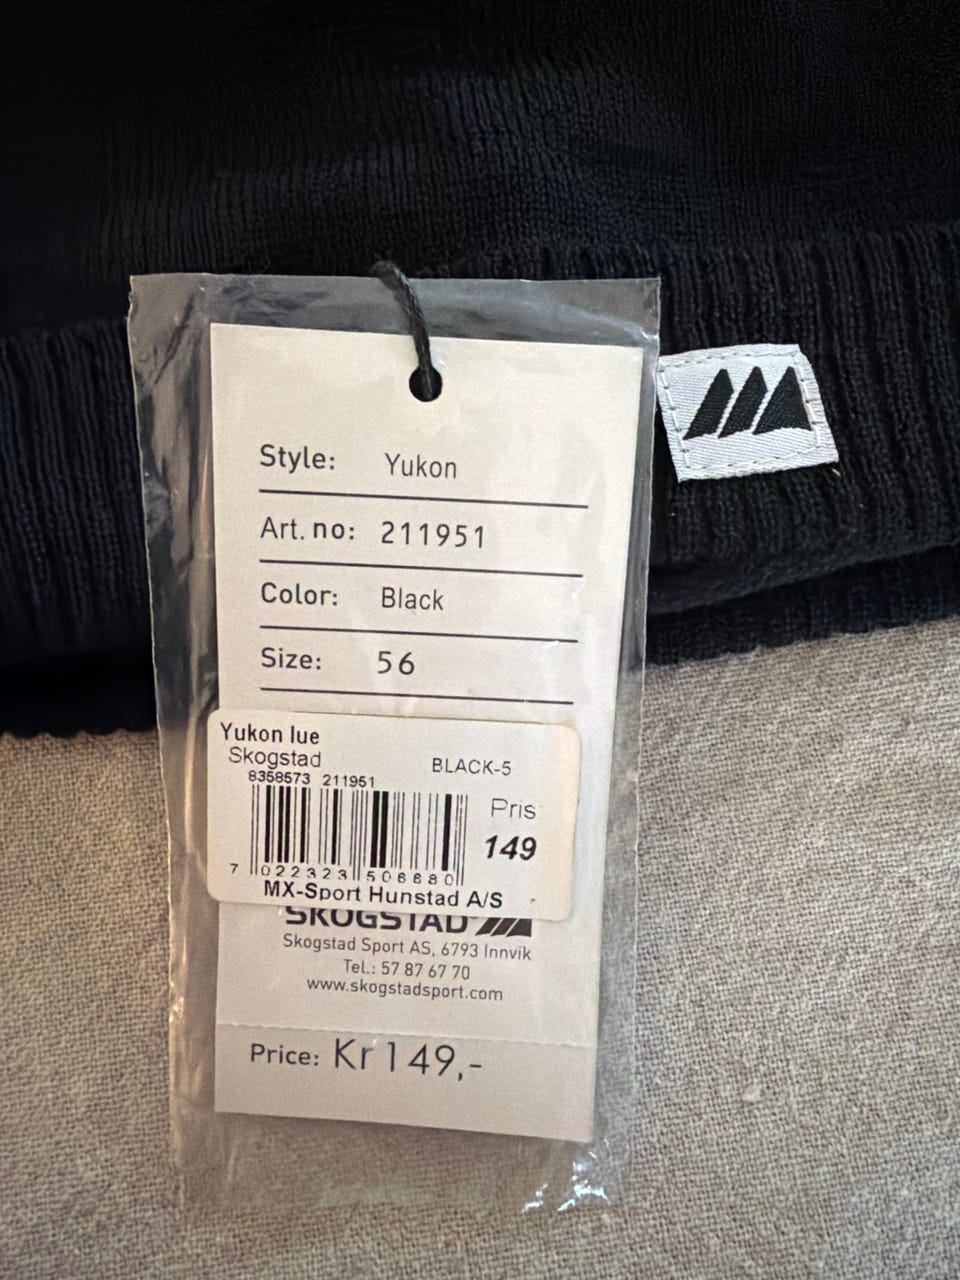 Style: Yukon
Art. no: 211951
Color: Black
Size: 56
Yukon lue
Skogstad
BLACK-5
8358573 211951
Pris
149
7 022323 506680
MX-Sport Hunstad A/S
SKOGSTAD
Skogstad Sport AS, 6793 Innvik
Tel.: 57 87 67 70
www.skogstadsport.com
Price: Kr 149,-